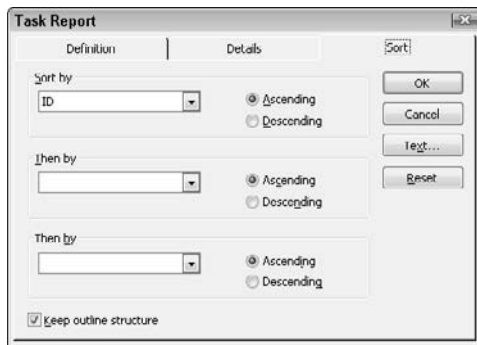 Task Report
Definition
Details
Sort
Sort by
ID
Ascending
Descending
OK
Cancel
Text...
Reset
Then by
Ascending
Descending
Then by
Ascending
Descending
Keep outline structure